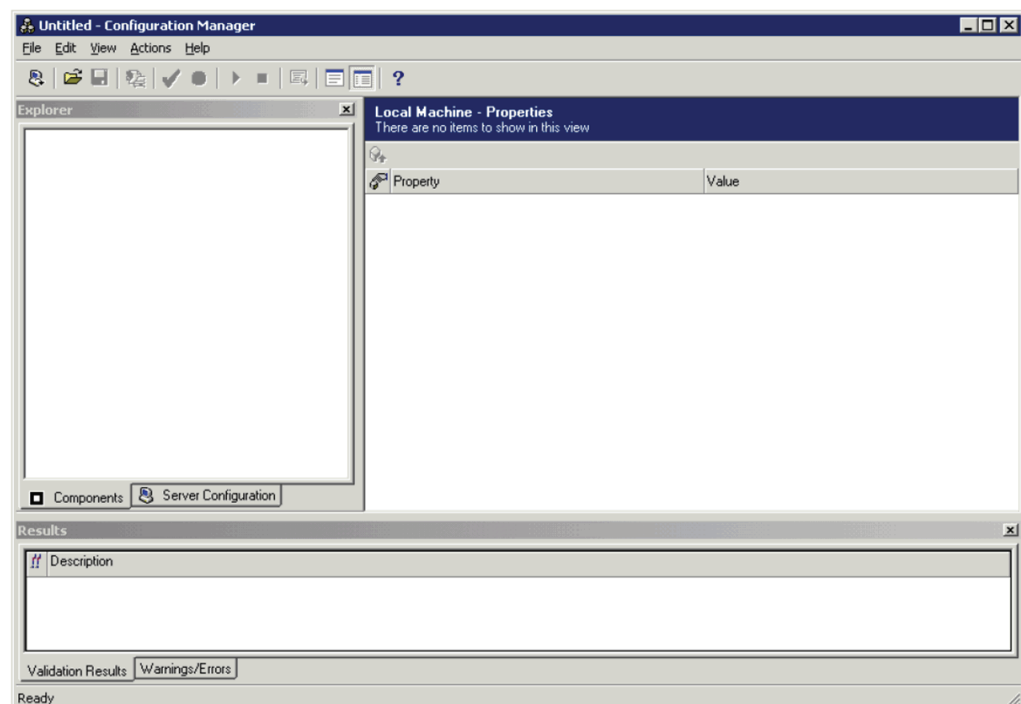 Untitled - Configuration Manager
File Edit View Actions Help
?
Explorer
Local Machine - Properties
There are no items to show in this view
Property Value
Components Server Configuration
Results
Description
Validation Results Warnings/Errors
Ready